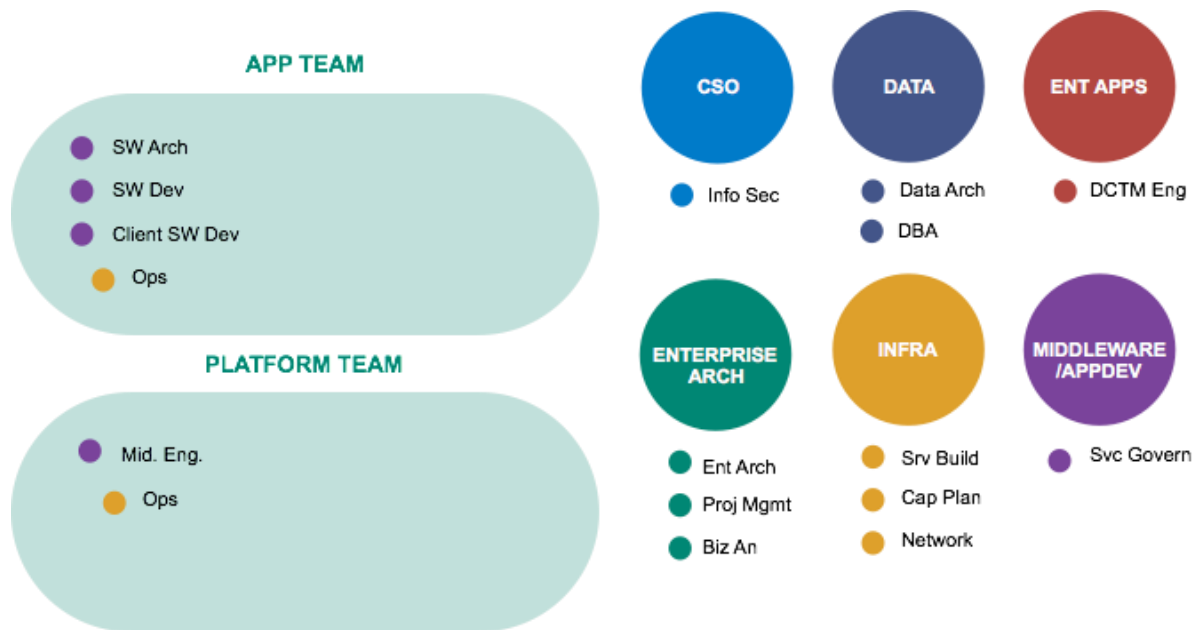 APP TEAM
SW Arch
SW Dev
Client SW Dev
Ops
PLATFORM TEAM
Mid. Eng.
Ops
CSO
Info Sec
DATA
Data Arch
DBA
ENT APPS
DCTM Eng
ENTERPRISE
ARCH
Ent Arch
Proj Mgmt
Biz An
INFRA
Srv Build
Cap Plan
Network
MIDDLEWARE
/APPDEV
Svc Govern